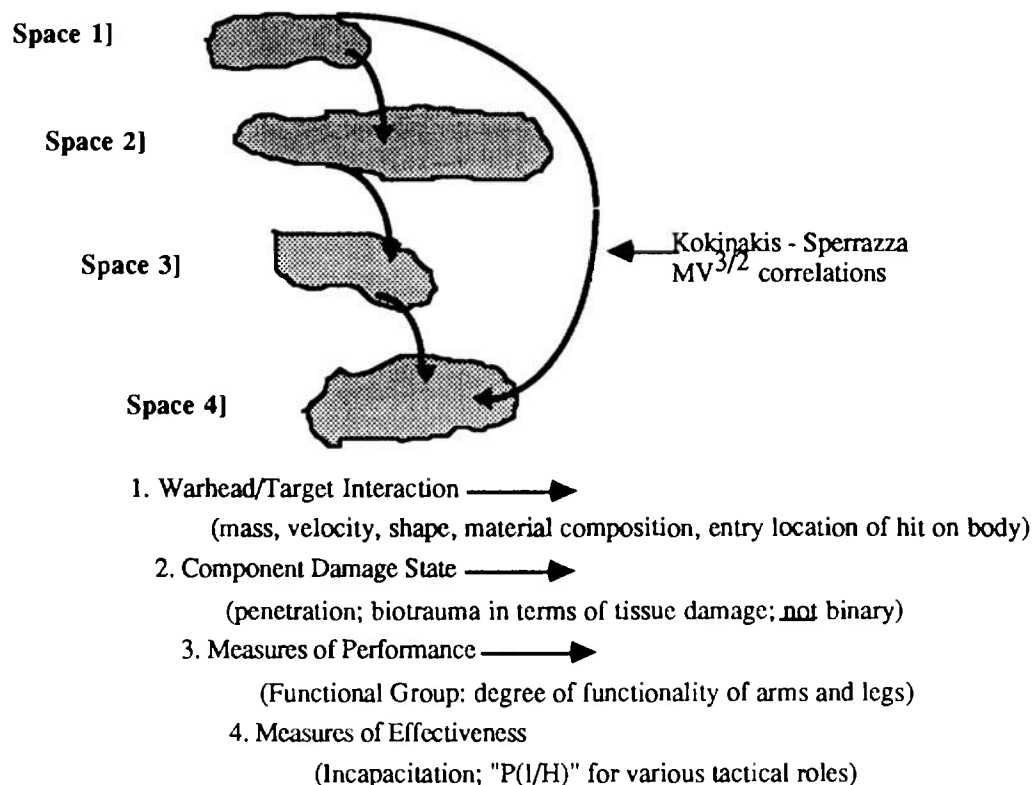 Space 1]
Space 2]
Kokinakis - Sperrazza
MV3/2 correlations
Space 3]
Space 4]
1. Warhead/Target Interaction
(mass, velocity, shape, material composition, entry location of hit on body)
2. Component Damage State
(penetration; biotrauma in terms of tissue damage; not binary)
3. Measures of Performance
(Functional Group: degree of functionality of arms and legs)
4. Measures of Effectiveness
(Incapacitation; "P(I/H)" for various tactical roles)